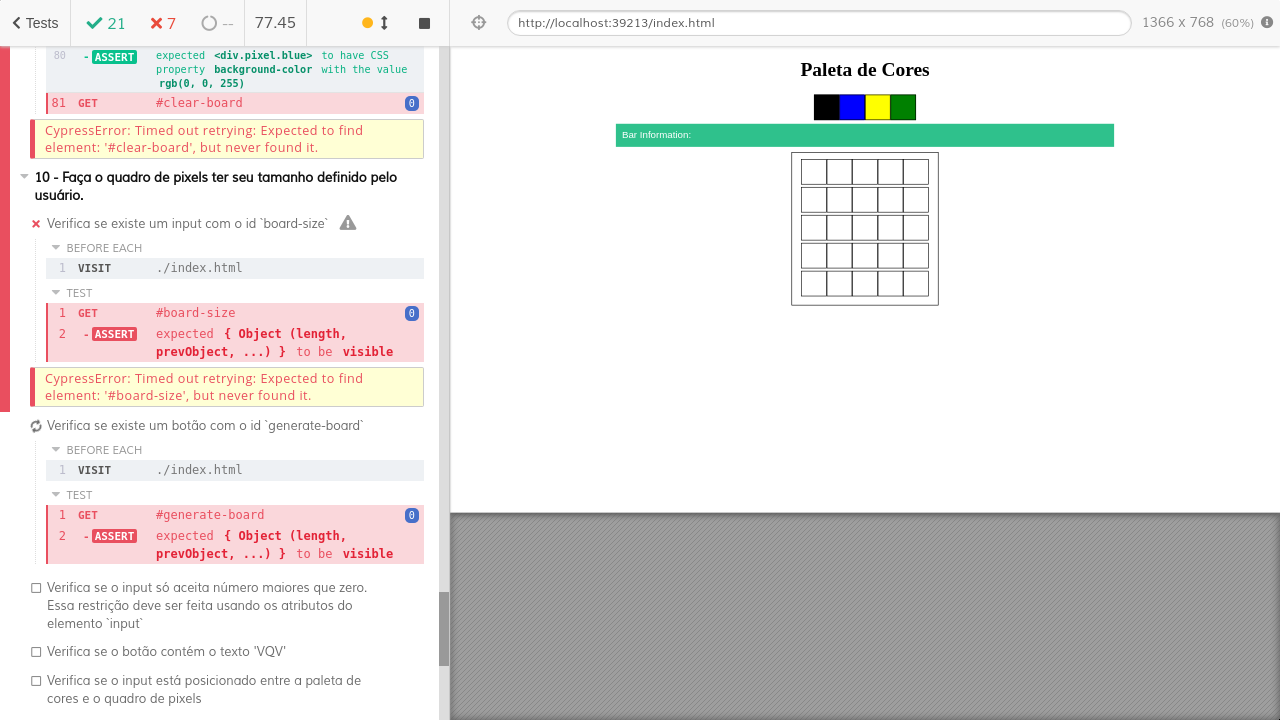 Tests 21 7 -- 77.45
http://localhost:39213/index.html 1366 x 768 (60%)
80 - ASSERT expected <div.pixel.blue> to have CSS
property background-color with the value
rgb(0, 0, 255)
81 GET #clear-board 0
CypressError: Timed out retrying: Expected to find
element: '#clear-board', but never found it.
10 - Faça o quadro de pixels ter seu tamanho definido pelo
usuário.
Verifica se existe um input com o id `board-size`
BEFORE EACH
1 VISIT ./index.html
TEST
1 GET #board-size 0
2 - ASSERT expected { Object (length,
prevObject, ...) } to be visible
CypressError: Timed out retrying: Expected to find
element: '#board-size', but never found it.
Verifica se existe um botão com o id `generate-board`
BEFORE EACH
1 VISIT ./index.html
TEST
1 GET #generate-board 0
2 - ASSERT expected { Object (length,
prevObject, ...) } to be visible
Verifica se o input só aceita número maiores que zero.
Essa restrição deve ser feita usando os atributos do
elemento `input`
Verifica se o botão contém o texto 'VQV'
Verifica se o input está posicionado entre a paleta de
cores e o quadro de pixels
Paleta de Cores
Bar Information: